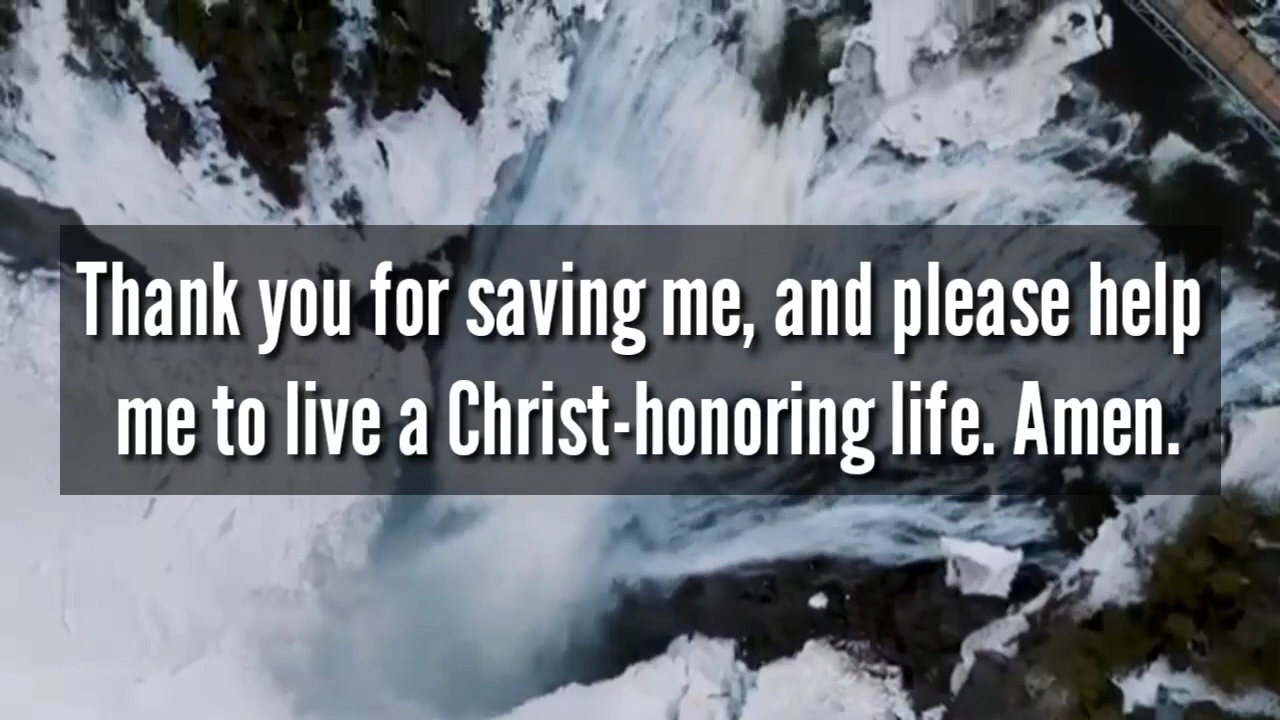 Thank you for saving me, and please help
me to live a Christ-honoring life. Amen.